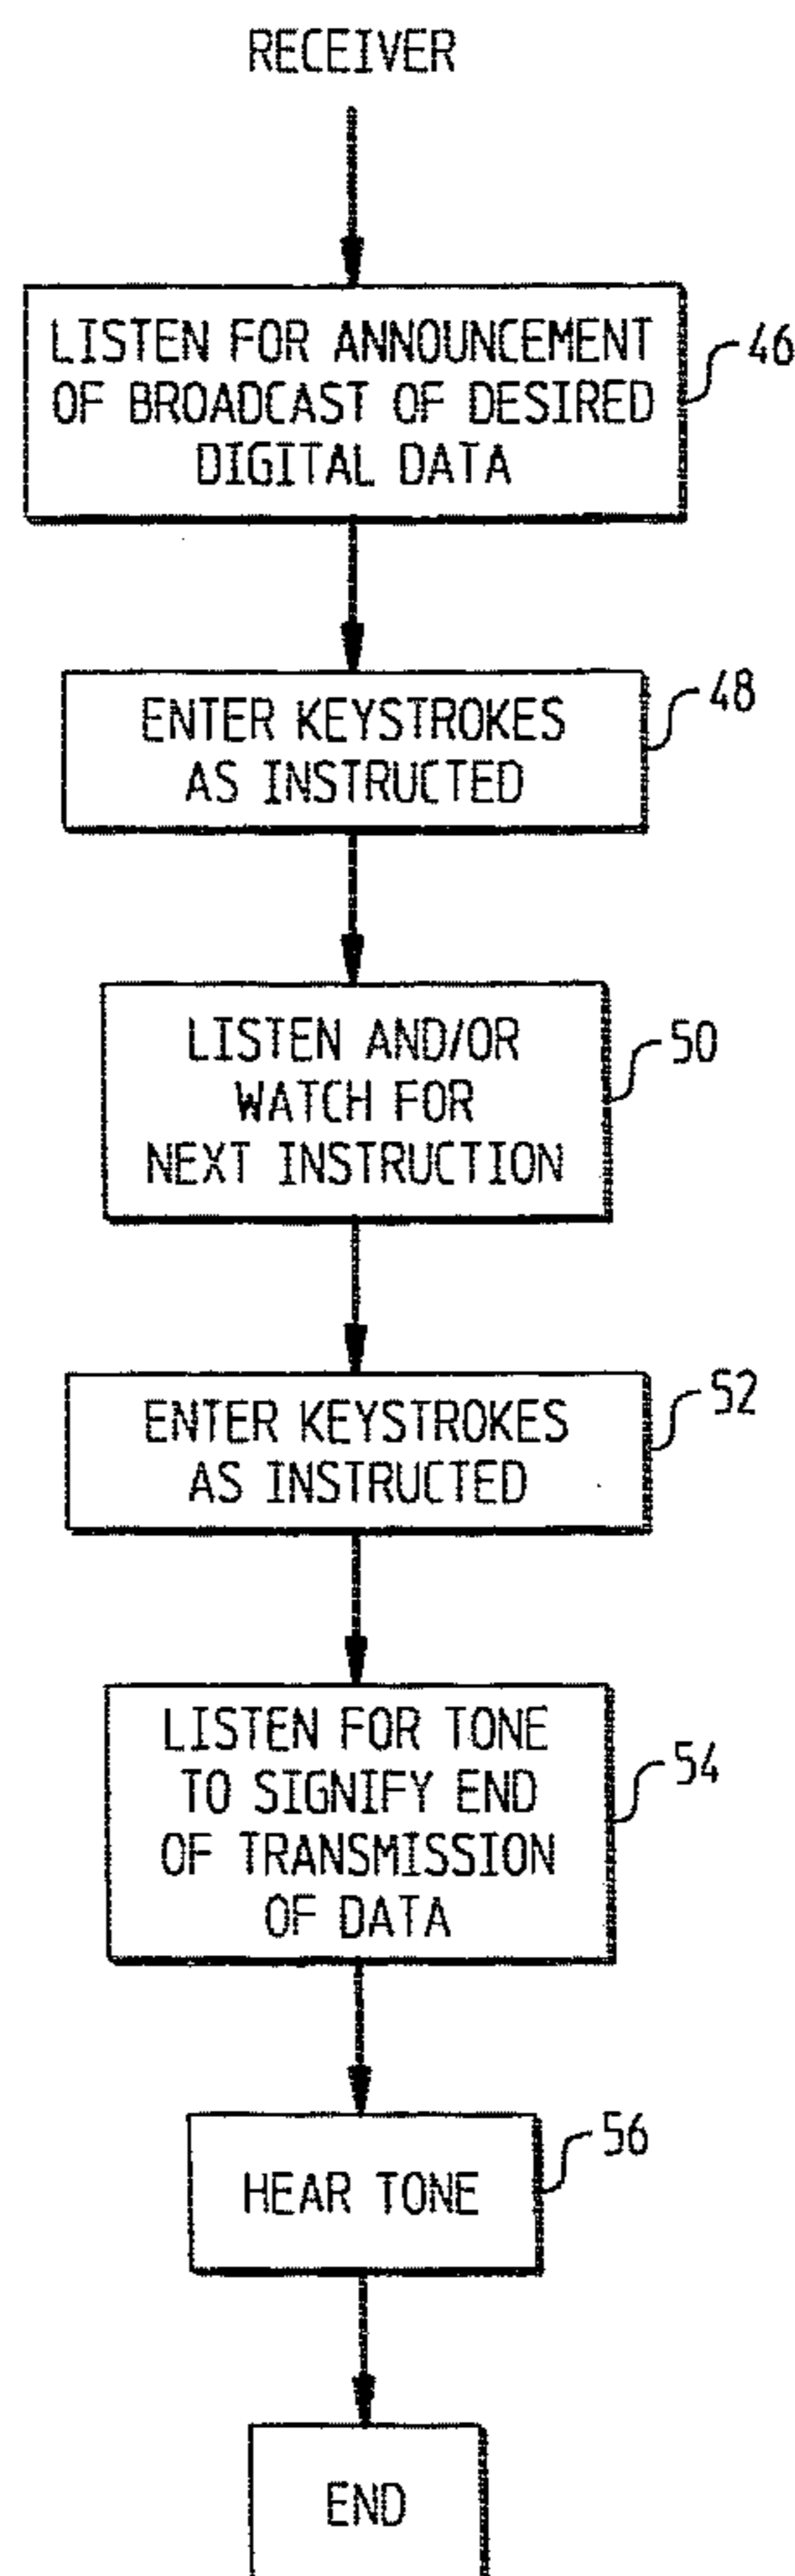 RECEIVER
LISTEN FOR ANNOUNCEMENT
OF BROADCAST OF DESIRED
DIGITAL DATA
46
ENTER KEYSTROKES
AS INSTRUCTED
48
LISTEN AND/OR
WATCH FOR
NEXT INSTRUCTION
50
ENTER KEYSTROKES
AS INSTRUCTED
52
LISTEN FOR TONE
TO SIGNIFY END
OF TRANSMISSION
OF DATA
54
HEAR TONE
56
END